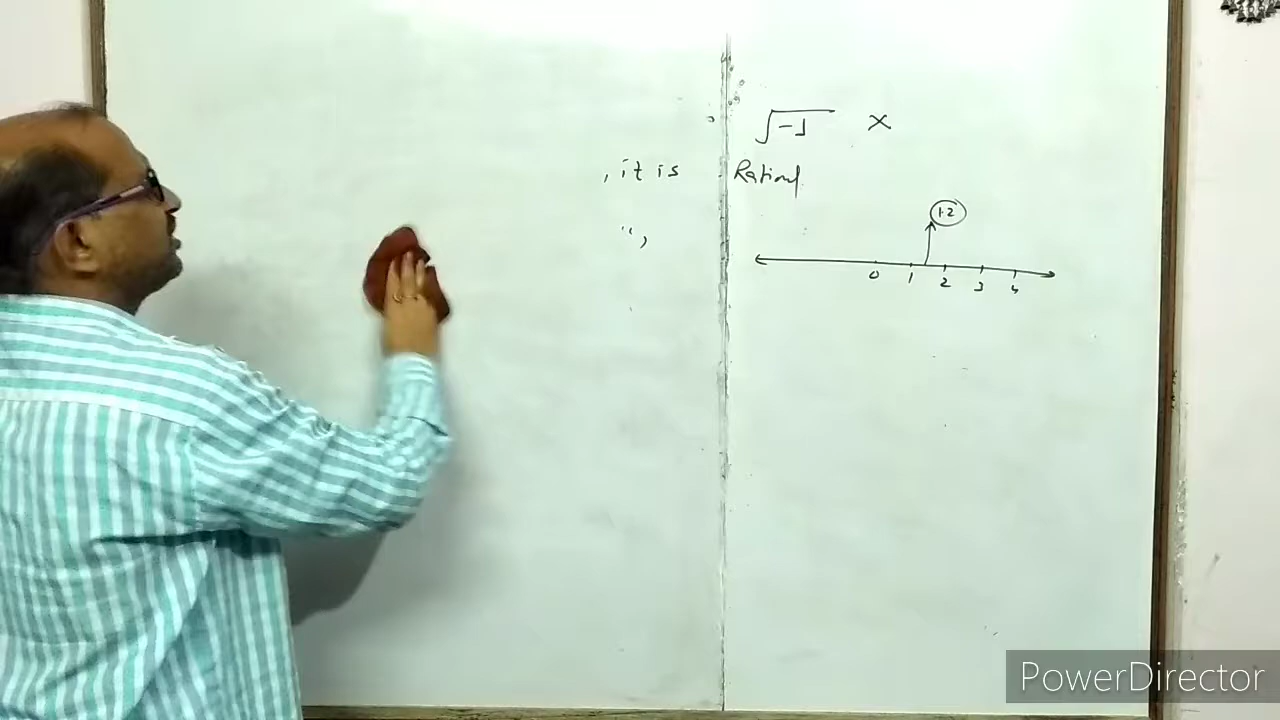 √-1 ×
, it is Rational
",
1.2
0 1 2 3 4
PowerDirector